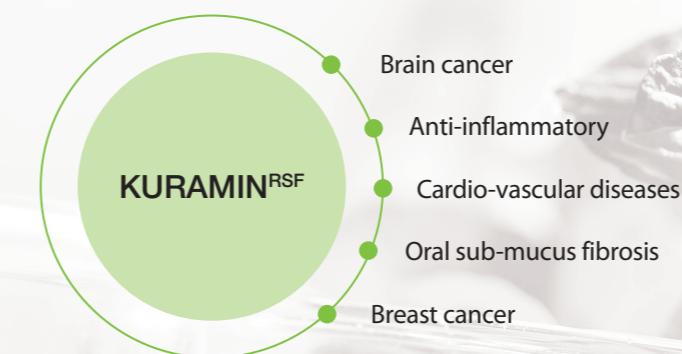 Brain cancer
Anti-inflammatory
KURAMINᴿˢꟳ
Cardio-vascular diseases
Oral sub-mucus fibrosis
Breast cancer